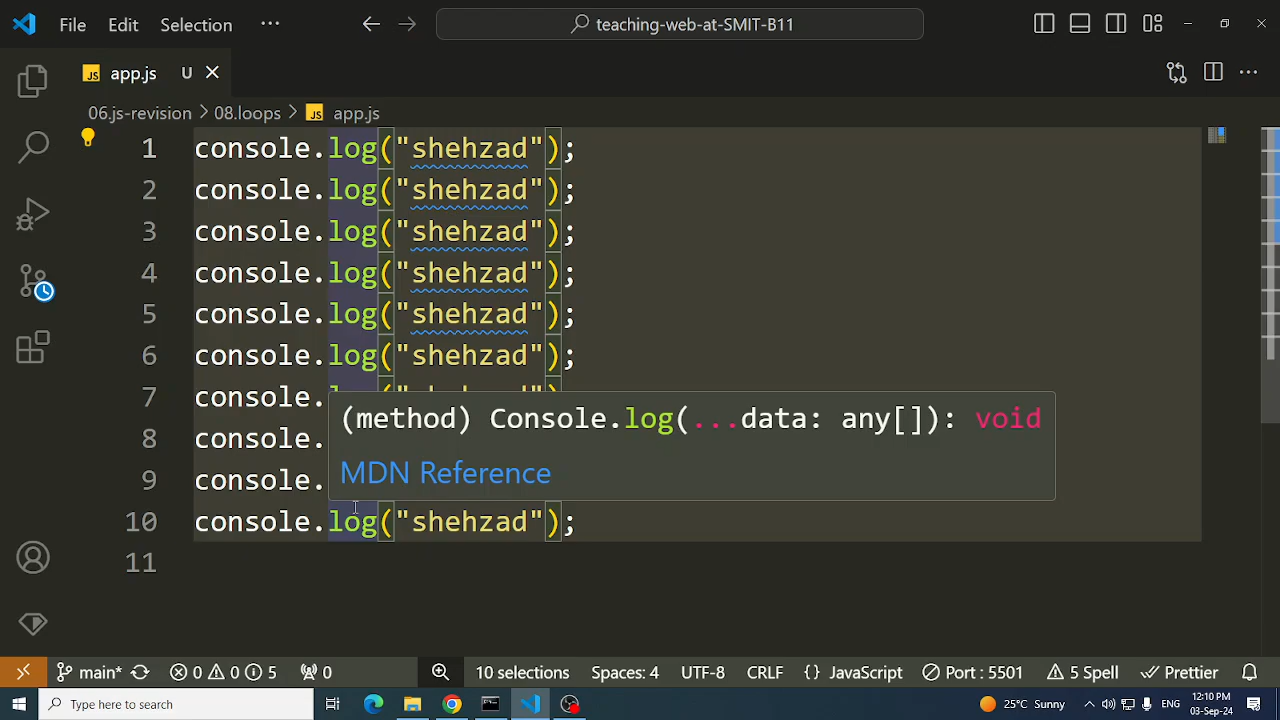 File Edit Selection ··· teaching-web-at-SMIT-B11
JS app.js U
06.js-revision > 08.loops > JS app.js
1 console.log("shehzad");
2 console.log("shehzad");
3 console.log("shehzad");
4 console.log("shehzad");
5 console.log("shehzad");
6 console.log("shehzad");
7 console.
8 console.
9 console.
(method) Console.log(...data: any[]): void
MDN Reference
10 console.log("shehzad");
11
main* 0 0 5 0 10 selections Spaces: 4 UTF-8 CRLF {} JavaScript Port : 5501 5 Spell Prettier
Type here to search 25°C Sunny 12:10 PM
03-Sep-24